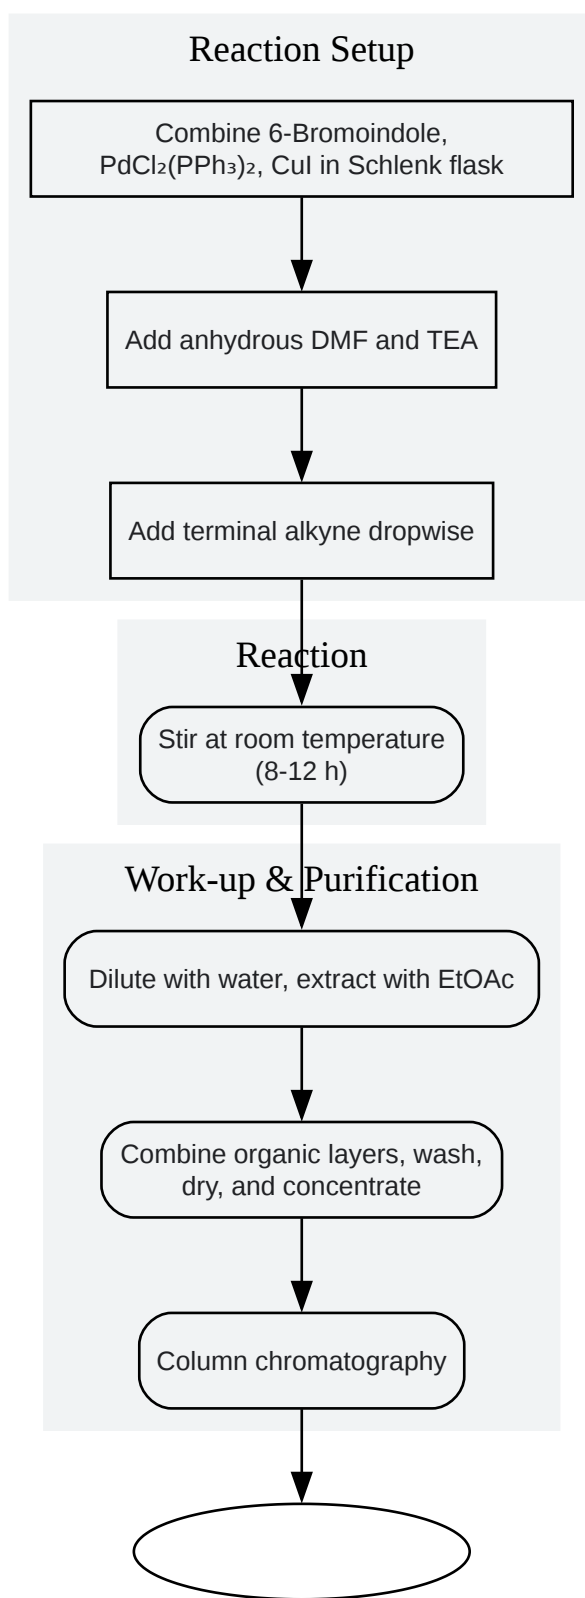 Reaction Setup
Combine 6-Bromoindole,
PdCl₂(PPh₃)₂, CuI in Schlenk flask
Add anhydrous DMF and TEA
Add terminal alkyne dropwise
Reaction
Stir at room temperature
(8-12 h)
Work-up & Purification
Dilute with water, extract with EtOAc
Combine organic layers, wash,
dry, and concentrate
Column chromatography